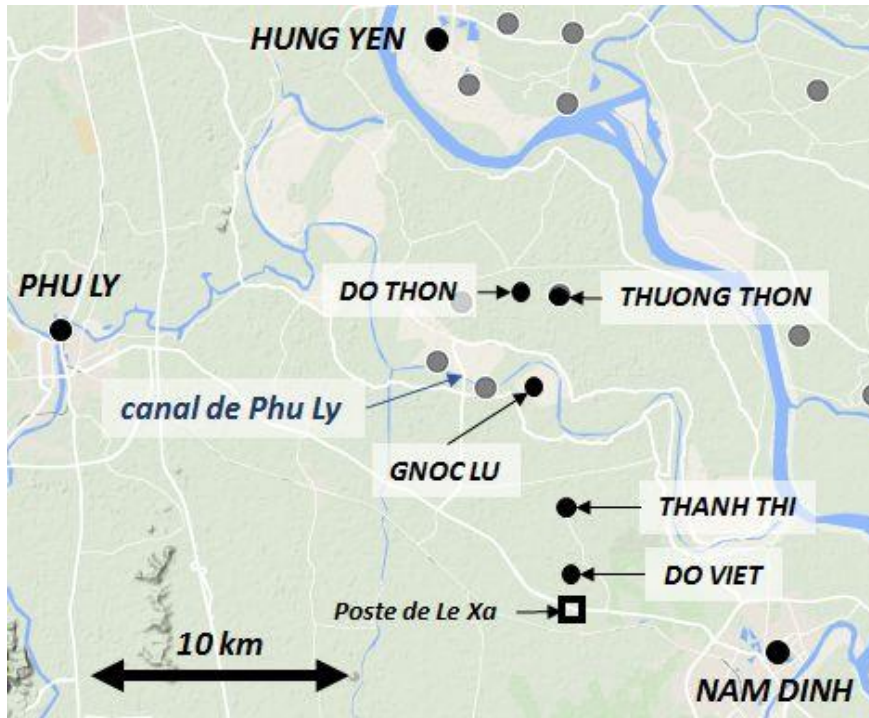 HUNG YEN
PHU LY
DO THON
THUONG THON
canal de Phu Ly
GNOC LU
THANH THI
DO VIET
Poste de Le Xa
10 km
NAM DINH